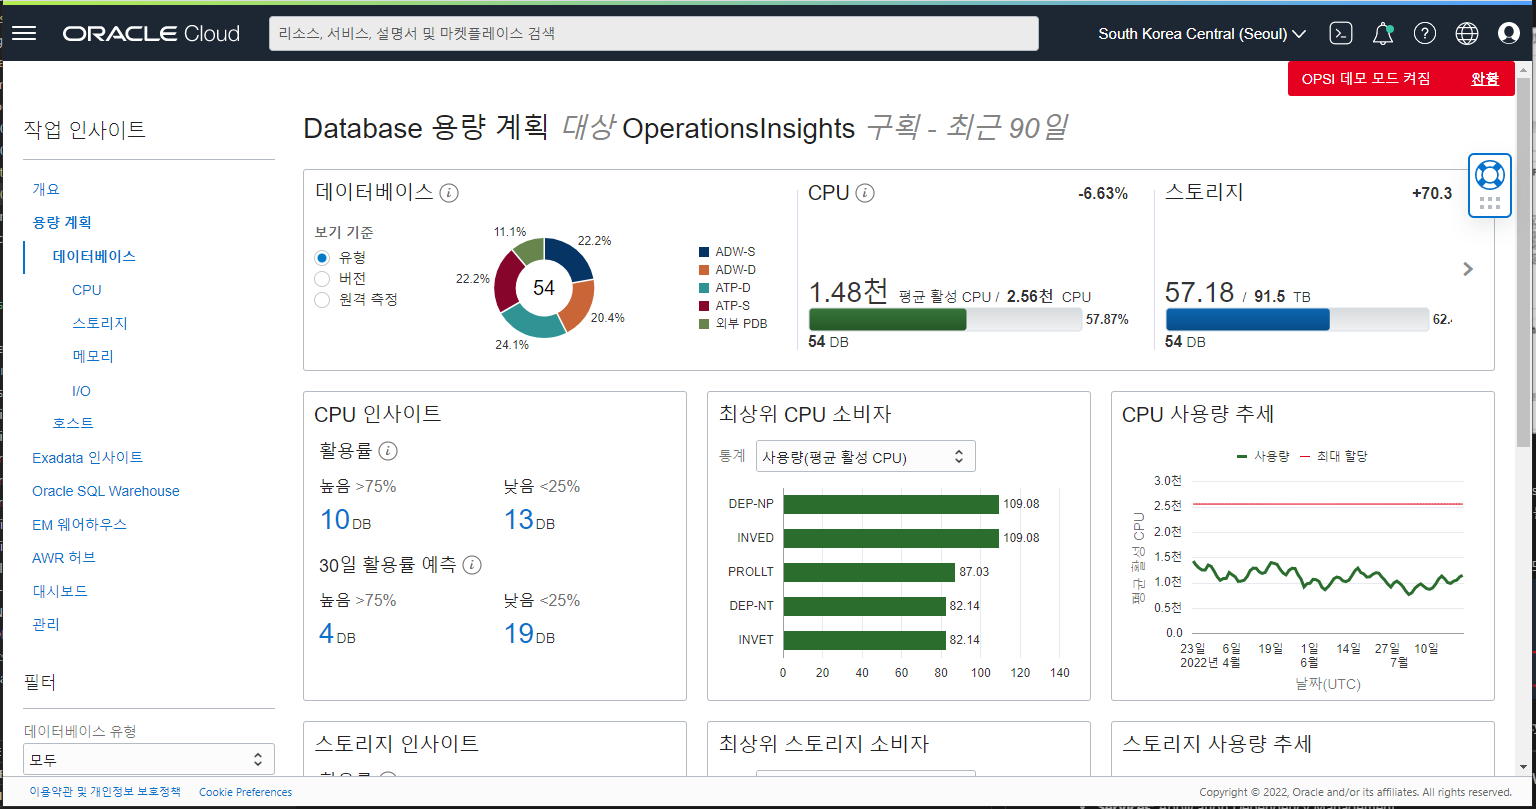 ORACLE Cloud
리소스, 서비스, 설명서 및 마켓플레이스 검색
South Korea Central (Seoul)
OPSI 데모 모드 켜짐
작업 인사이트
개요
용량 계획
데이터베이스
CPU
스토리지
메모리
I/O
호스트
Exadata 인사이트
Oracle SQL Warehouse
EM 웨어하우스
AWR 허브
대시보드
관리
필터
데이터베이스 유형
모두
Database 용량 계획 대상 OperationsInsights 구획 - 최근 90일
데이터베이스
보기 기준
유형
버전
원격 측정
11.1%
22.2%
22.2%
54
20.4%
24.1%
ADW-S
ADW-D
ATP-D
ATP-S
외부 PDB
CPU
-6.63%
1.48천 평균 활성 CPU / 2.56천 CPU
57.87%
54 DB
스토리지
+70.3
57.18 / 91.5 TB
62.
54 DB
CPU 인사이트
활용률
높음 >75%
낮음 <25%
10 DB
13 DB
30일 활용률 예측
높음 >75%
낮음 <25%
4 DB
19 DB
최상위 CPU 소비자
통계
사용량(평균 활성 CPU)
DEP-NP 109.08
INVED 109.08
PROLLT 87.03
DEP-NT 82.14
INVET 82.14
0 20 40 60 80 100 120 140
CPU 사용량 추세
사용량 최대 할당
평균 활성 CPU
3.0천
2.5천
2.0천
1.5천
1.0천
0.5천
0.0
23일 6일 19일 1일 14일 27일 10일
2022년 4월 6월 7월
날짜(UTC)
스토리지 인사이트
최상위 스토리지 소비자
스토리지 사용량 추세
이용약관 및 개인정보 보호정책
Cookie Preferences
Copyright © 2022, Oracle and/or its affiliates. All rights reserved.